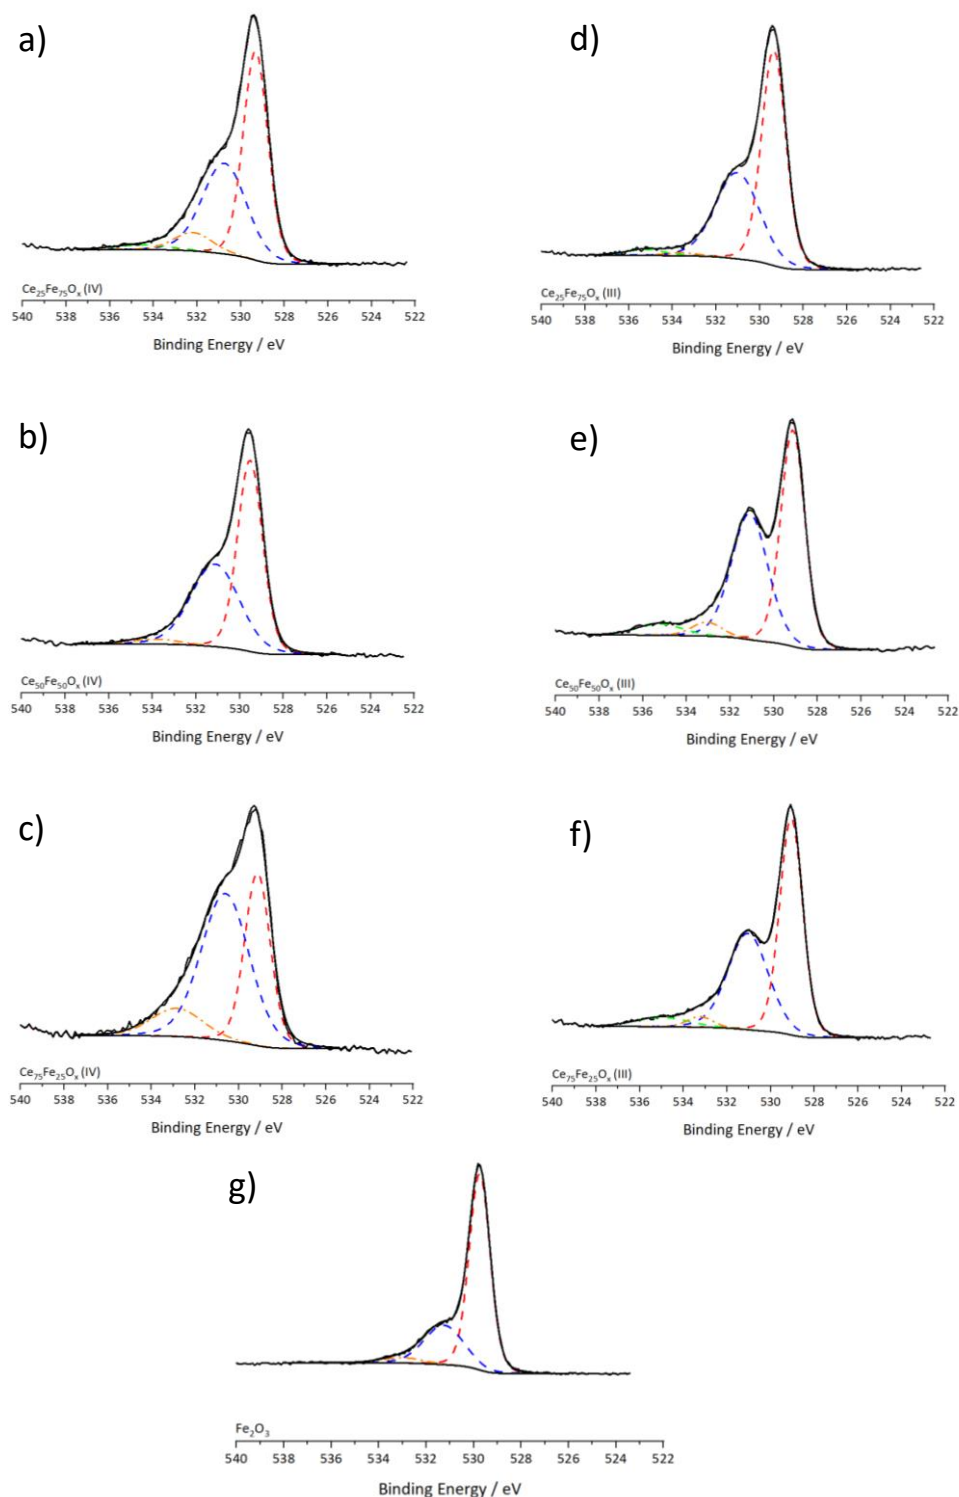 a)
Ce₂₅Fe₇₅Oₓ (IV)
540 538 536 534 532 530 528 526 524 522
Binding Energy / eV
d)
Ce₂₅Fe₇₅Oₓ (III)
540 538 536 534 532 530 528 526 524 522
Binding Energy / eV
b)
Ce₅₀Fe₅₀Oₓ (IV)
540 538 536 534 532 530 528 526 524 522
Binding Energy / eV
e)
Ce₅₀Fe₅₀Oₓ (III)
540 538 536 534 532 530 528 526 524 522
Binding Energy / eV
c)
Ce₇₅Fe₂₅Oₓ (IV)
540 538 536 534 532 530 528 526 524 522
Binding Energy / eV
f)
Ce₇₅Fe₂₅Oₓ (III)
540 538 536 534 532 530 528 526 524 522
Binding Energy / eV
g)
Fe₂O₃
540 538 536 534 532 530 528 526 524 522
Binding Energy / eV